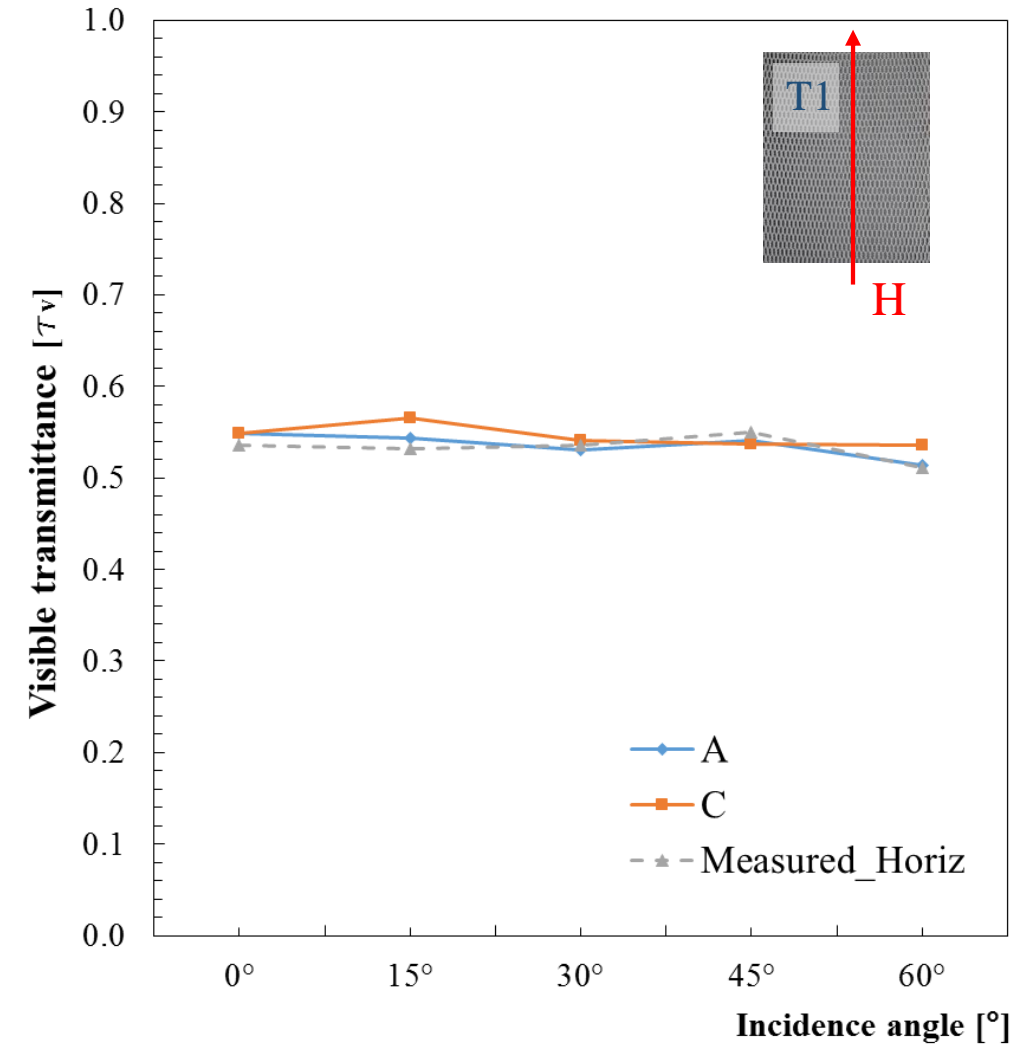 1.0
0.9
0.8
0.7
0.6
0.5
0.4
0.3
0.2
0.1
0.0
Visible transmittance [τv]
T1
H
A
C
Measured_Horiz
0° 15° 30° 45° 60°
Incidence angle [°]